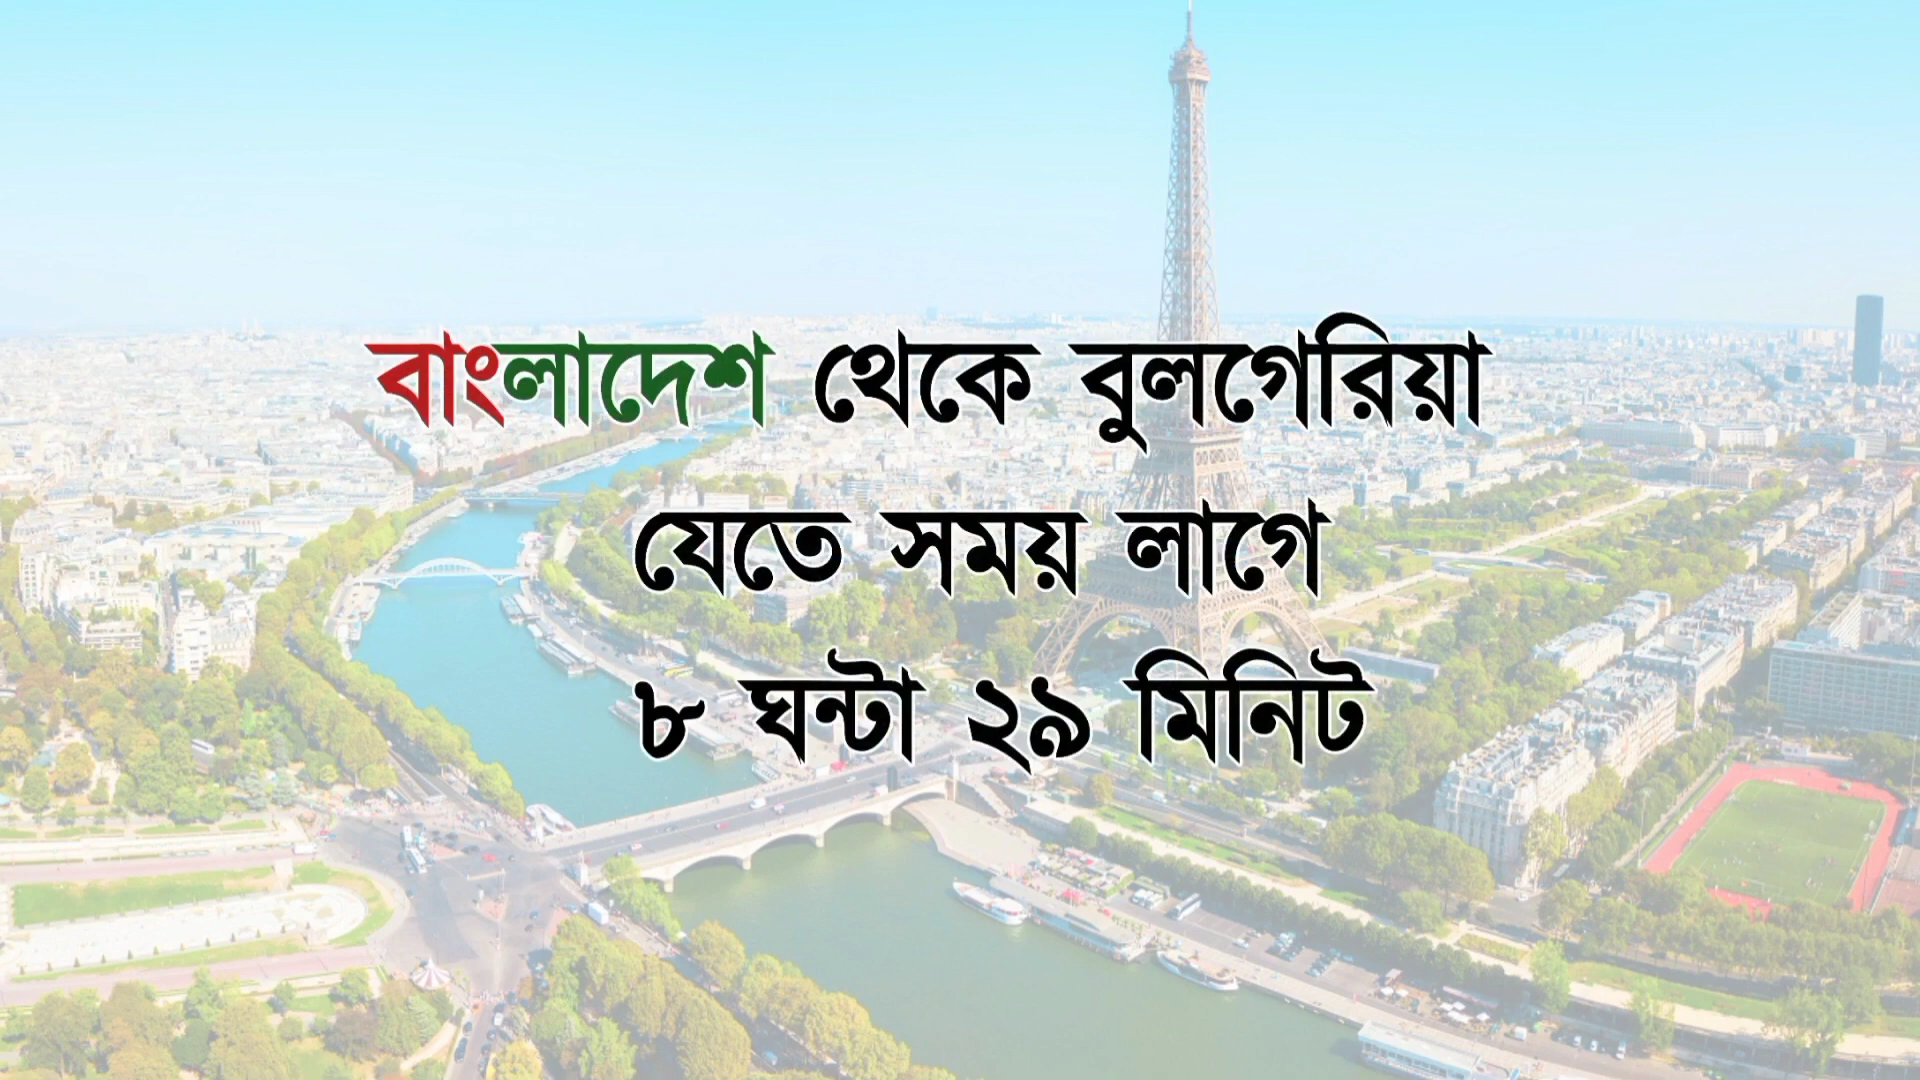 বাংলাদেশ থেকে বুলগেরিয়া
যেতে সময় লাগে
৮ ঘন্টা ২৯ মিনিট